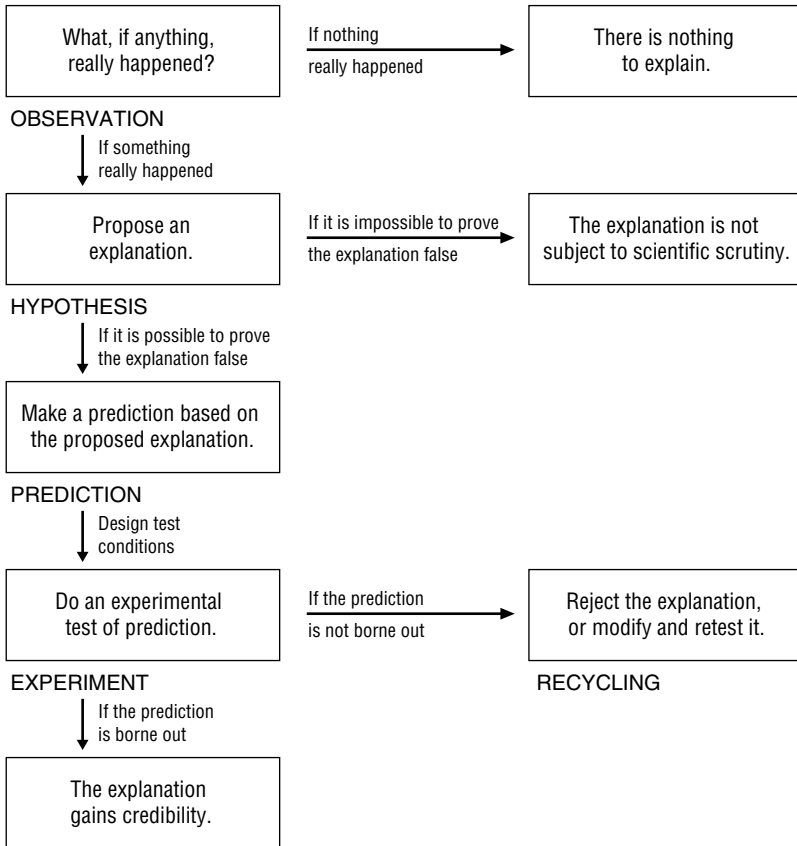 What, if anything,
really happened?
If nothing
really happened
There is nothing
to explain.
OBSERVATION
If something
really happened
Propose an
explanation.
If it is impossible to prove
the explanation false
The explanation is not
subject to scientific scrutiny.
HYPOTHESIS
If it is possible to prove
the explanation false
Make a prediction based on
the proposed explanation.
PREDICTION
Design test
conditions
Do an experimental
test of prediction.
If the prediction
is not borne out
Reject the explanation,
or modify and retest it.
EXPERIMENT
RECYCLING
If the prediction
is borne out
The explanation
gains credibility.